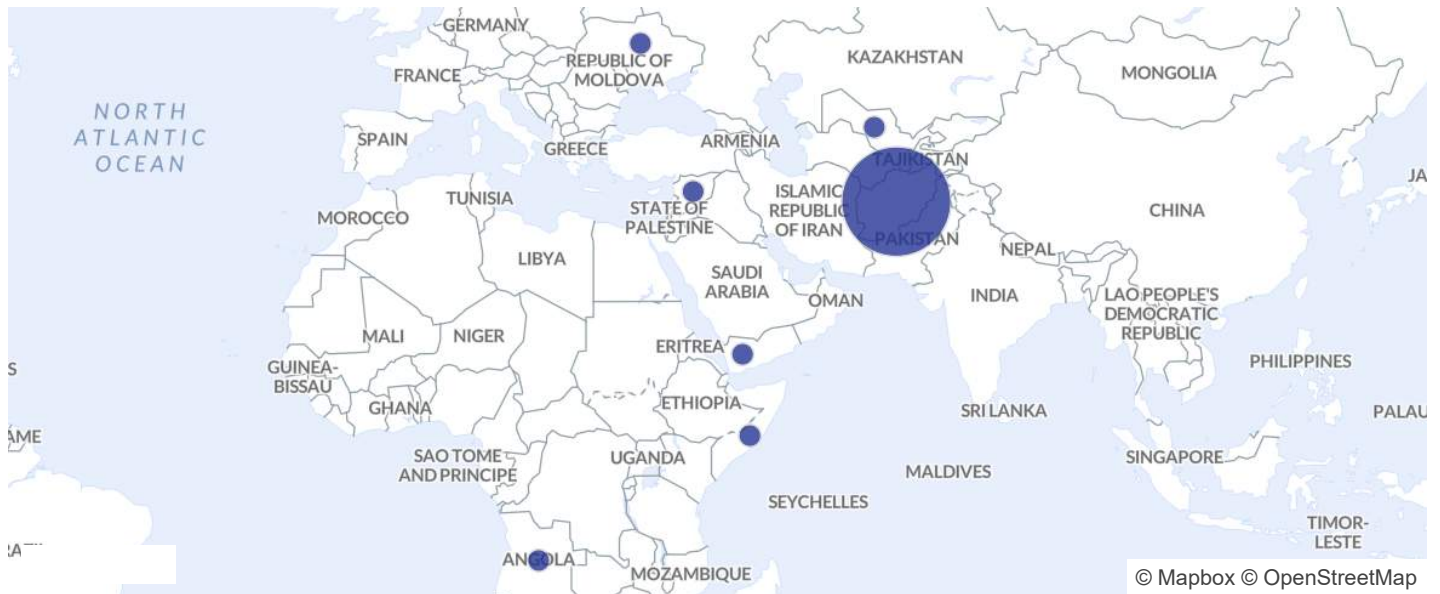 GERMANY
KAZAKHSTAN
REPUBLIC OF
MOLDOVA
FRANCE
MONGOLIA
NORTH
ATLANTIC
OCEAN
SPAIN
GREECE
ARMENIA
TAJIKISTAN
JA
TUNISIA
ISLAMIC
REPUBLIC
OF IRAN
MOROCCO
STATE OF
PALESTINE
CHINA
PAKISTAN
NEPAL
LIBYA
SAUDI
ARABIA
OMAN
INDIA
LAO PEOPLE'S
DEMOCRATIC
REPUBLIC
MALI
NIGER
ERITREA
S
GUINEA-
BISSAU
PHILIPPINES
GHANA
ETHIOPIA
SRI LANKA
PALAU
AME
SAO TOME
AND PRINCIPE
UGANDA
MALDIVES
SINGAPORE
SEYCHELLES
TIMOR-
LESTE
ANGOLA
MOZAMBIQUE
© Mapbox © OpenStreetMap